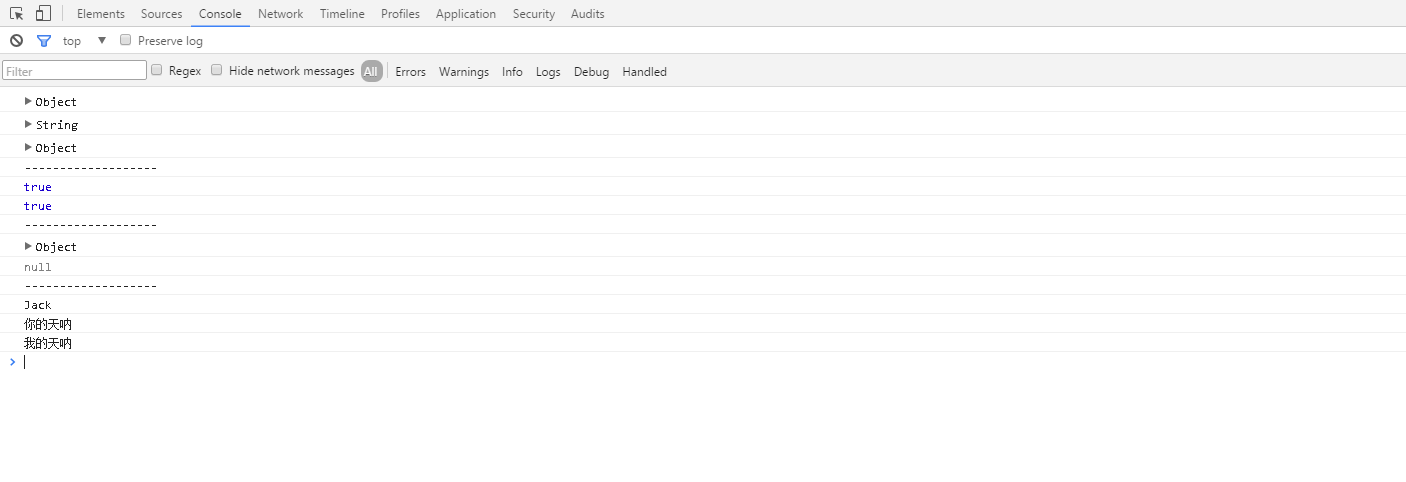 Elements Sources Console Network Timeline Profiles Application Security Audits
top Preserve log
Filter Regex Hide network messages All Errors Warnings Info Logs Debug Handled
Object
String
Object
-------------------
true
true
-------------------
Object
null
-------------------
Jack
你的天呐
我的天呐